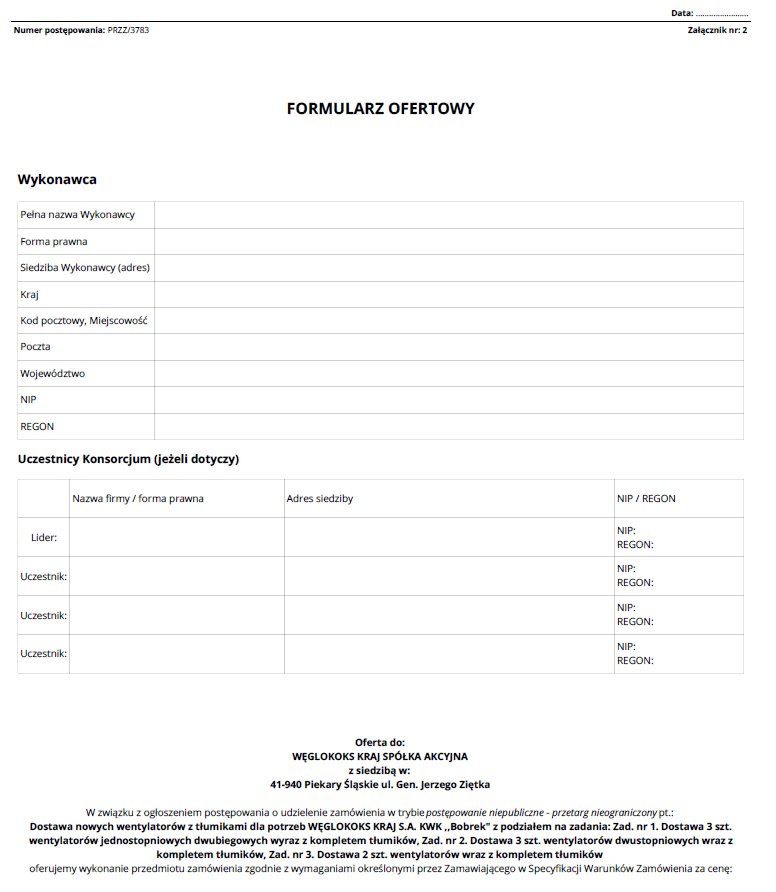 Data: ........................
Numer postępowania: PRZZ/3783 Załącznik nr: 2
FORMULARZ OFERTOWY
Wykonawca
Pełna nazwa Wykonawcy
Forma prawna
Siedziba Wykonawcy (adres)
Kraj
Kod pocztowy, Miejscowość
Poczta
Województwo
NIP
REGON
Uczestnicy Konsorcjum (jeżeli dotyczy)
Nazwa firmy / forma prawna Adres siedziby NIP / REGON
Lider: NIP:
REGON:
Uczestnik: NIP:
REGON:
Uczestnik: NIP:
REGON:
Uczestnik: NIP:
REGON:
Oferta do:
WĘGLOKOKS KRAJ SPÓŁKA AKCYJNA
z siedzibą w:
41-940 Piekary Śląskie ul. Gen. Jerzego Ziętka
W związku z ogłoszeniem postępowania o udzielenie zamówienia w trybie postępowanie niepubliczne - przetarg nieograniczony pt.:
Dostawa nowych wentylatorów z tłumikami dla potrzeb WĘGLOKOKS KRAJ S.A. KWK ,,Bobrek" z podziałem na zadania: Zad. nr 1. Dostawa 3 szt.
wentylatorów jednostopniowych dwubiegowych wyraz z kompletem tłumików, Zad. nr 2. Dostawa 3 szt. wentylatorów dwustopniowych wraz z
kompletem tłumików, Zad. nr 3. Dostawa 2 szt. wentylatorów wraz z kompletem tłumików
oferujemy wykonanie przedmiotu zamówienia zgodnie z wymaganiami określonymi przez Zamawiającego w Specyfikacji Warunków Zamówienia za cenę: